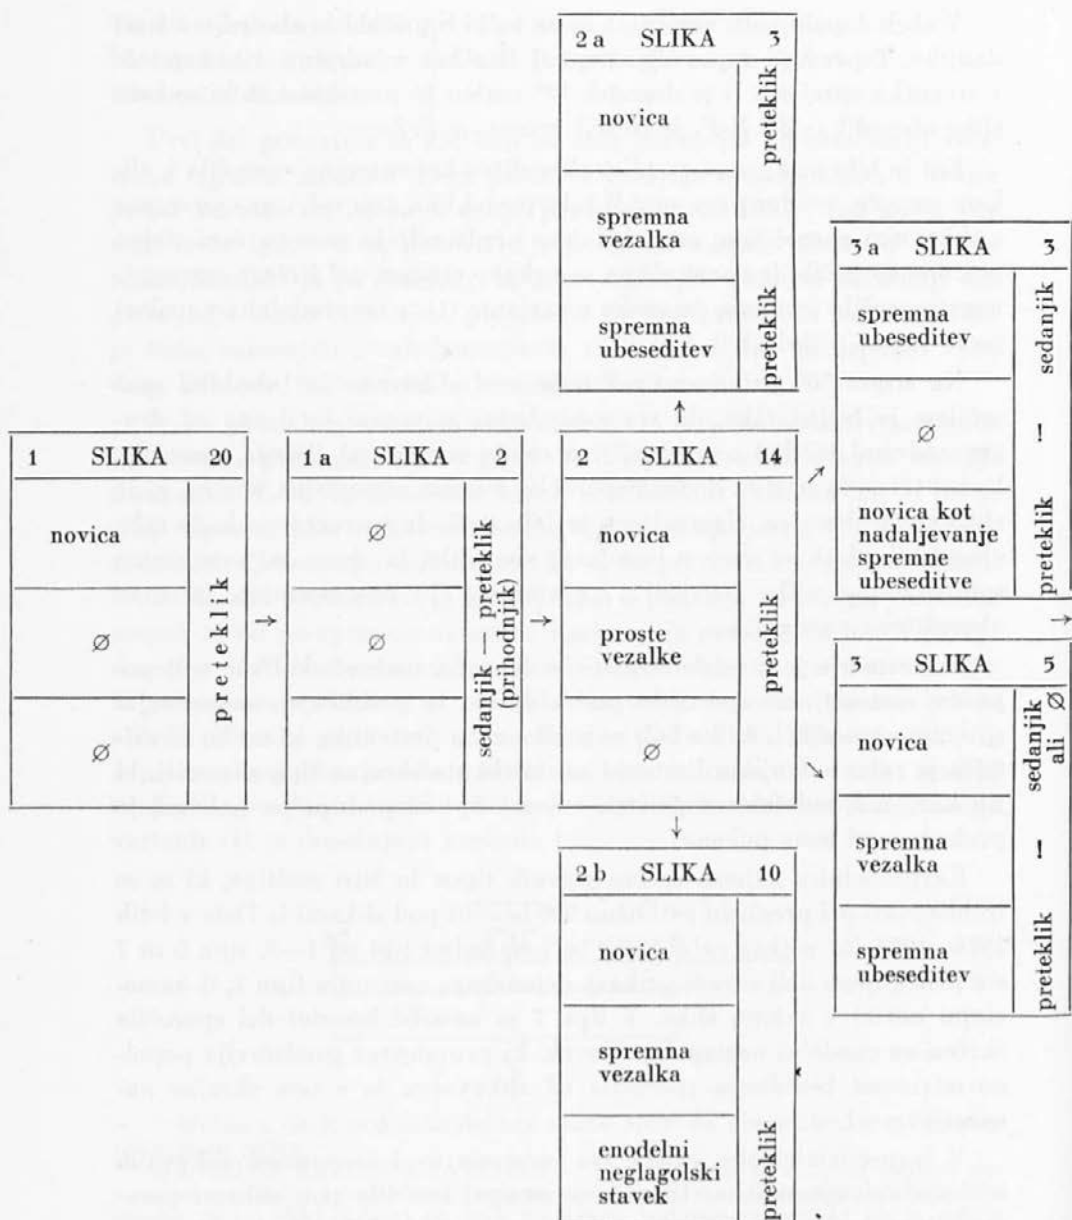 2 a SLIKA 3
novica
preteklik
spremna
vezalka
spremna
ubeseditev
preteklik
↑
3 a SLIKA 3
spremna
ubeseditev
sedanjik
∅ !
novica kot
nadaljevanje
spremne
ubeseditve
preteklik
1 SLIKA 20
novica
∅
∅
preteklik
→
1 a SLIKA 2
∅
∅
sedanjik — preteklik
(prihodnjik)
→
2 SLIKA 14
novica
proste
vezalke
∅
preteklik
↗
↘
↓
→
3 SLIKA 5
novica
sedanjik
ali ∅
spremna
vezalka
!
spremna
ubeseditev
preteklik
2 b SLIKA 10
novica
spremna
vezalka
enodelni
neglagolski
stavek
preteklik